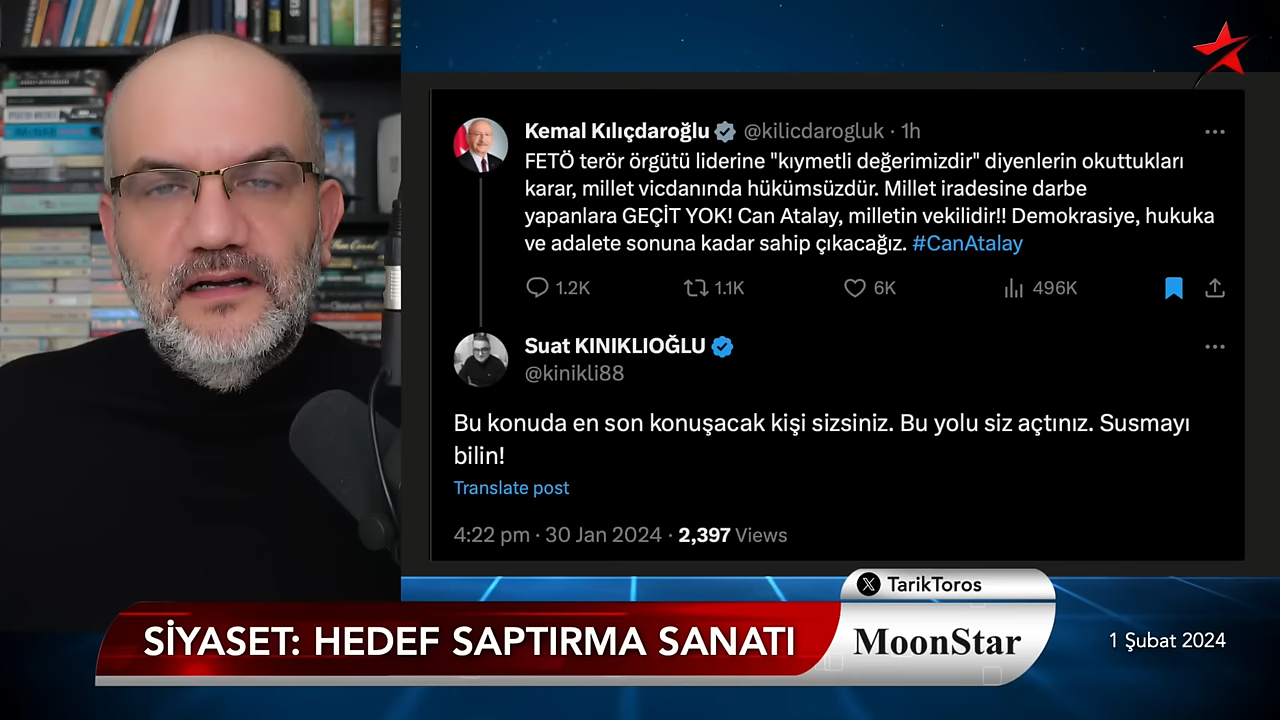 Kemal Kılıçdaroğlu @kilicdarogluk · 1h
FETÖ terör örgütü liderine "kıymetli değerimizdir" diyenlerin okuttukları
karar, millet vicdanında hükümsüzdür. Millet iradesine darbe
yapanlara GEÇİT YOK! Can Atalay, milletin vekilidir!! Demokrasiye, hukuka
ve adalete sonuna kadar sahip çıkacağız. #CanAtalay
1.2K 1.1K 6K 496K
Suat KINIKLIOĞLU
@kinikli88
Bu konuda en son konuşacak kişi sizsiniz. Bu yolu siz açtınız. Susmayı
bilin!
Translate post
4:22 pm · 30 Jan 2024 · 2,397 Views
TarikToros
SİYASET: HEDEF SAPTIRMA SANATI
MoonStar
1 Şubat 2024